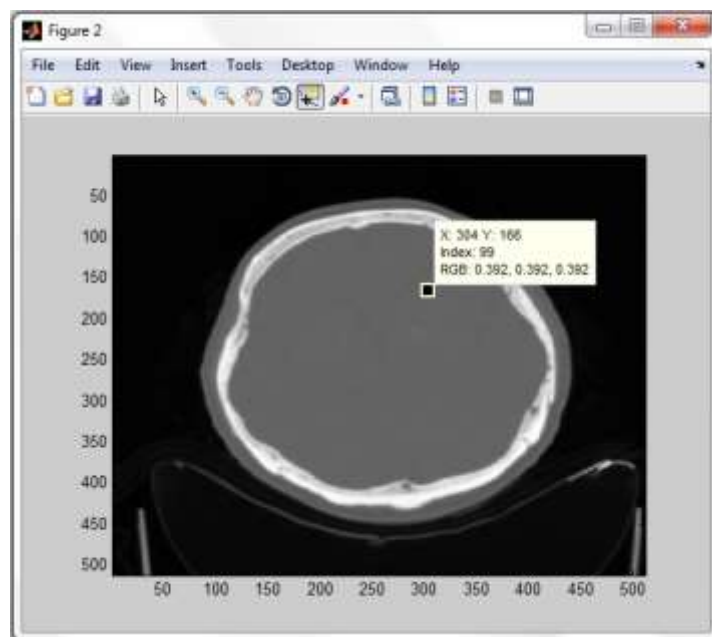 Figure 2
File Edit View Insert Tools Desktop Window Help
X: 304 Y: 166
Index: 99
RGB: 0.392, 0.392, 0.392
50
100
150
200
250
300
350
400
450
500
50 100 150 200 250 300 350 400 450 500